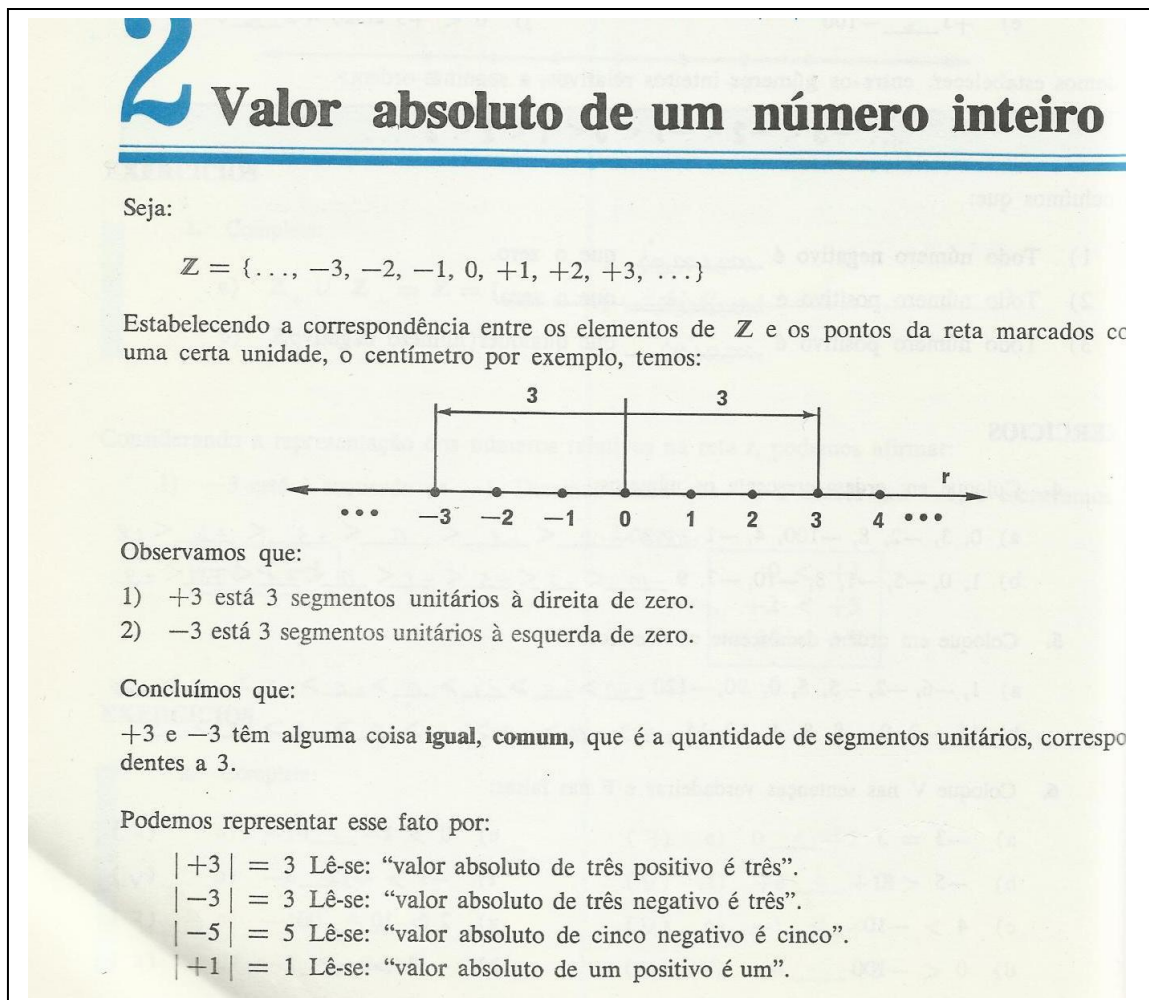 2 Valor absoluto de um número inteiro
Seja:
ℤ = {..., −3, −2, −1, 0, +1, +2, +3, ...}
Estabelecendo a correspondência entre os elementos de ℤ e os pontos da reta marcados co
uma certa unidade, o centímetro por exemplo, temos:
3 3
r
... −3 −2 −1 0 1 2 3 4 ...
Observamos que:
1) +3 está 3 segmentos unitários à direita de zero.
2) −3 está 3 segmentos unitários à esquerda de zero.
Concluímos que:
+3 e −3 têm alguma coisa igual, comum, que é a quantidade de segmentos unitários, correspo
dentes a 3.
Podemos representar esse fato por:
| +3 | = 3 Lê-se: “valor absoluto de três positivo é três”.
| −3 | = 3 Lê-se: “valor absoluto de três negativo é três”.
| −5 | = 5 Lê-se: “valor absoluto de cinco negativo é cinco”.
| +1 | = 1 Lê-se: “valor absoluto de um positivo é um”.